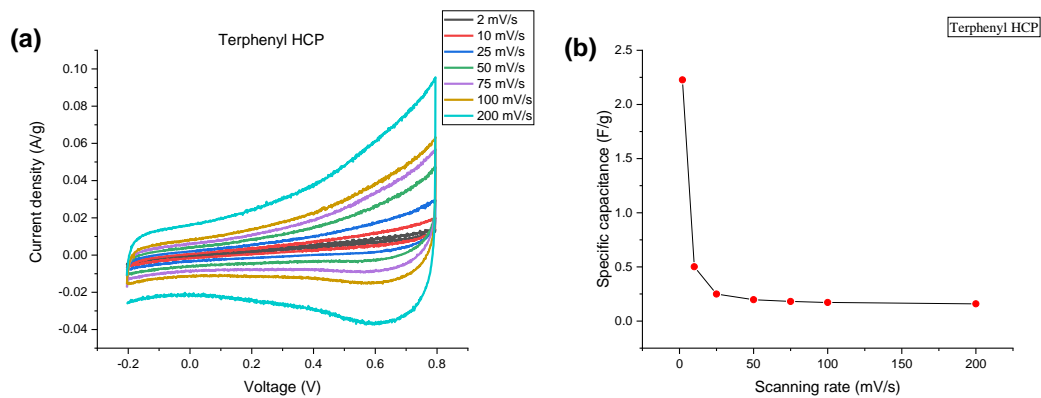 (a)
Terphenyl HCP
2 mV/s
10 mV/s
25 mV/s
50 mV/s
75 mV/s
100 mV/s
200 mV/s
Current density (A/g)
0.10
0.08
0.06
0.04
0.02
0.00
-0.02
-0.04
-0.2 0.0 0.2 0.4 0.6 0.8
Voltage (V)
(b)
Terphenyl HCP
Specific capacitance (F/g)
2.5
2.0
1.5
1.0
0.5
0.0
0 50 100 150 200
Scanning rate (mV/s)